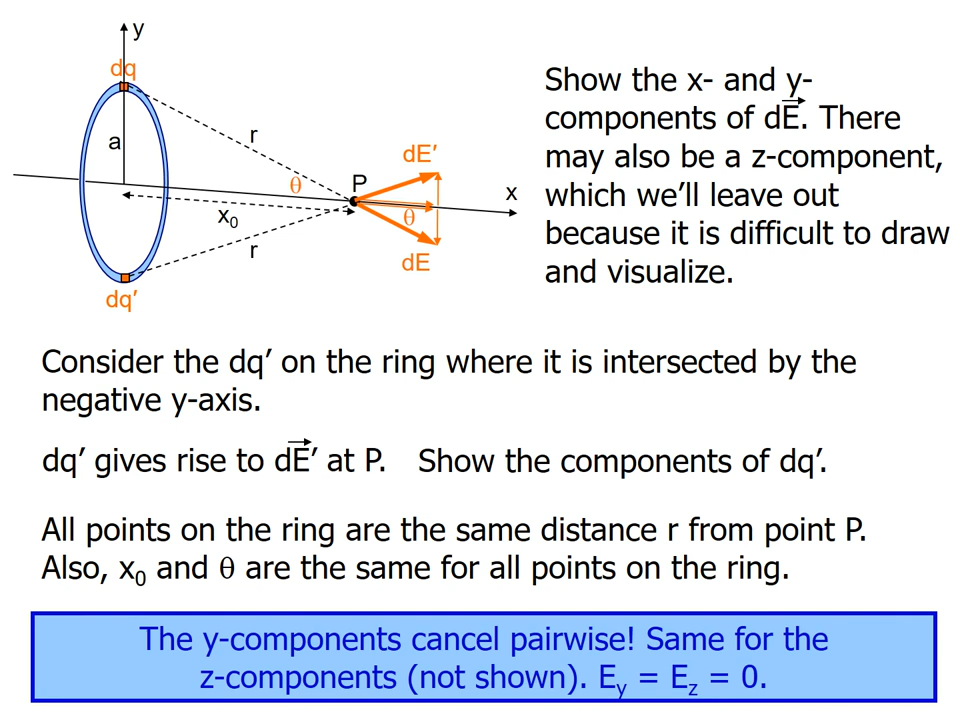 y
dq
a
r
θ
P
dE′
x
x₀
θ
r
dE
dq′
Show the x- and y-
components of dE⃗. There
may also be a z-component,
which we’ll leave out
because it is difficult to draw
and visualize.
Consider the dq’ on the ring where it is intersected by the
negative y-axis.
dq’ gives rise to dE⃗’ at P. Show the components of dq’.
All points on the ring are the same distance r from point P.
Also, x₀ and θ are the same for all points on the ring.
The y-components cancel pairwise! Same for the
z-components (not shown). Eᵧ = E_z = 0.